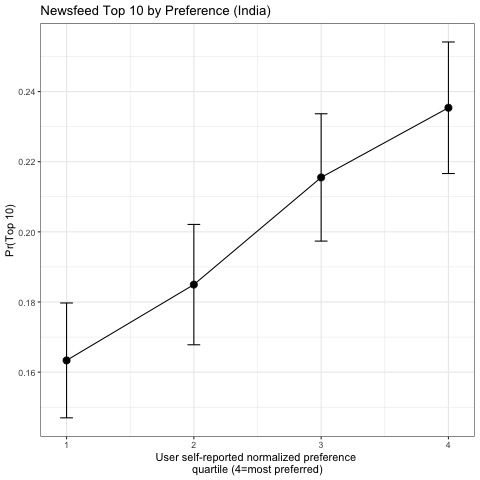 Newsfeed Top 10 by Preference (India)
Pr(Top 10)
0.24
0.22
0.20
0.18
0.16
1 2 3 4
User self-reported normalized preference
quartile (4=most preferred)